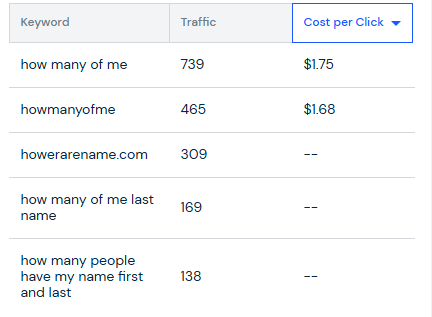 Keyword Traffic Cost per Click
how many of me 739 $1.75
howmanyofme 465 $1.68
howerarename.com 309 --
how many of me last
name 169 --
how many people
have my name first 138 --
and last